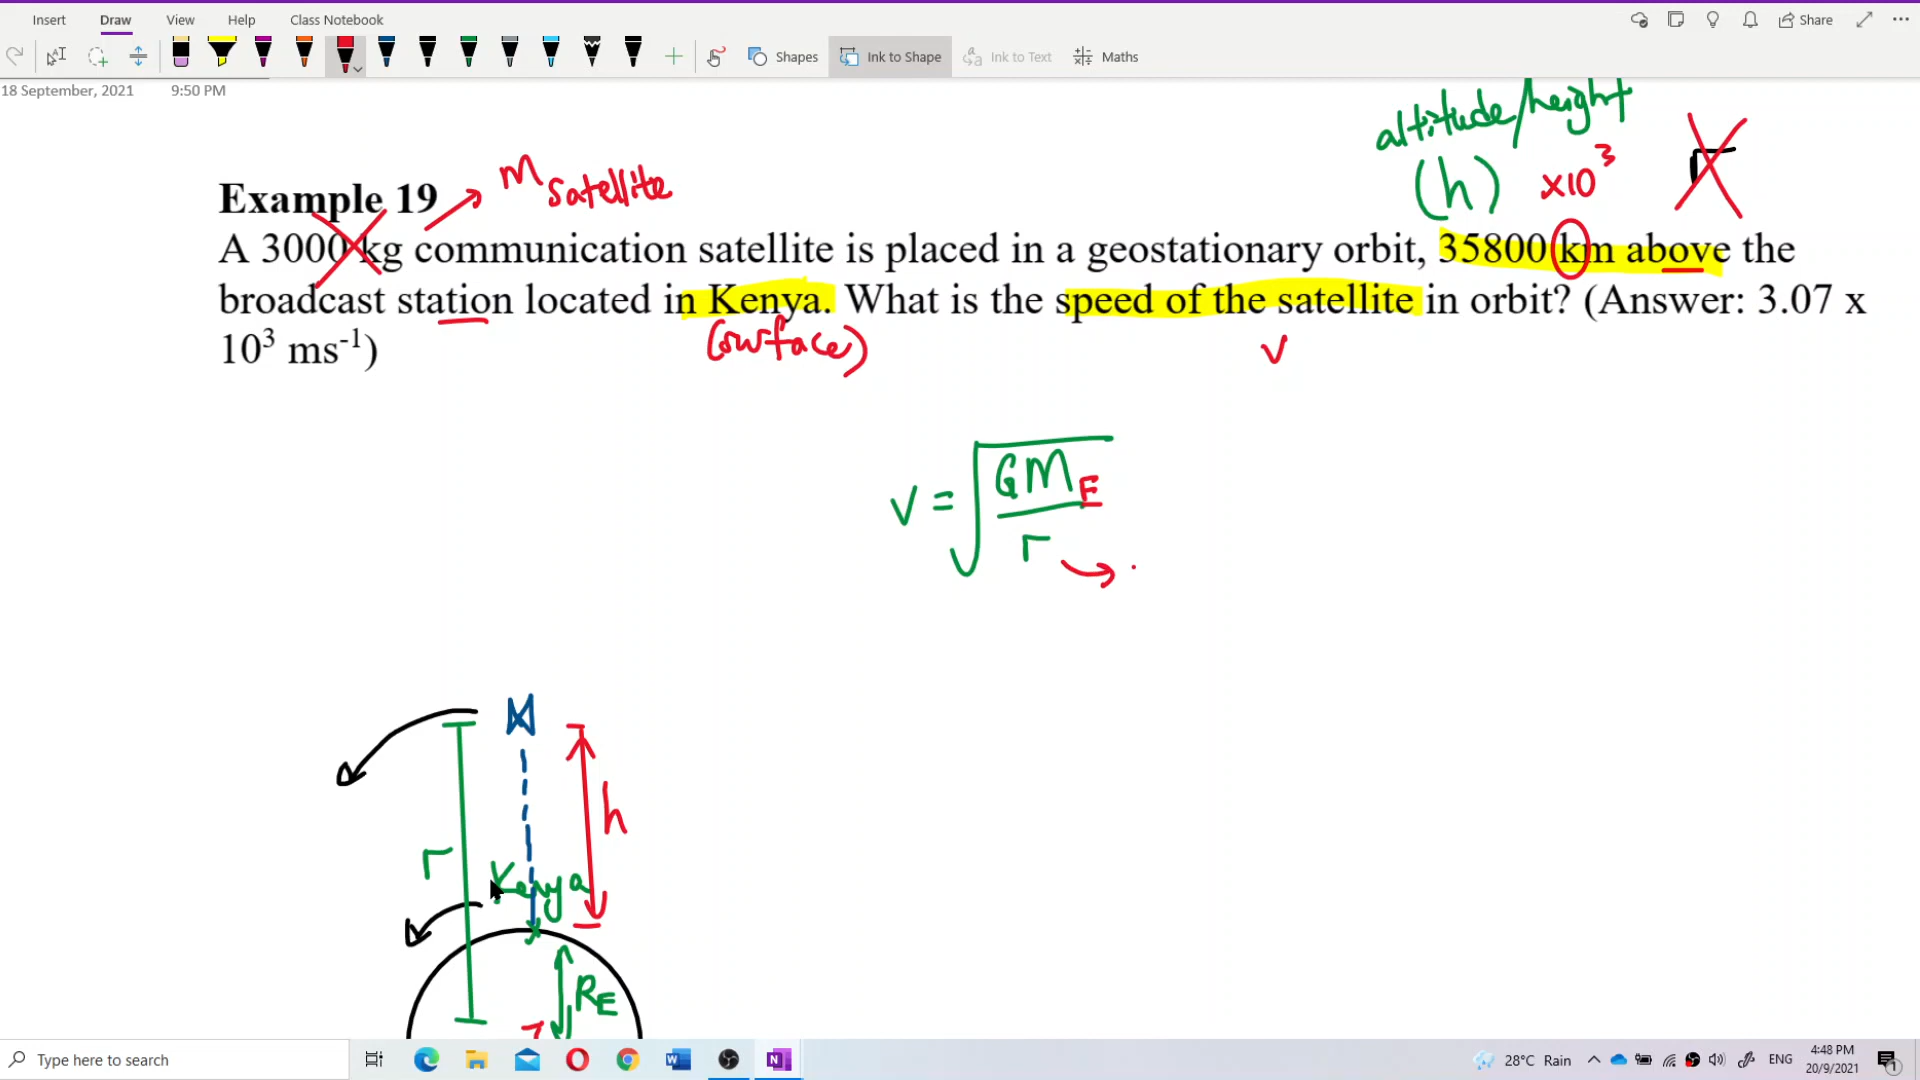 Insert Draw View Help Class Notebook Share
Shapes Ink to Shape Ink to Text Maths
18 September, 2021 9:50 PM
altitude/height
(h) x10³ r
Example 19
m satellite
A 3000 kg communication satellite is placed in a geostationary orbit, 35800 km above the
broadcast station located in Kenya. What is the speed of the satellite in orbit? (Answer: 3.07 x
10³ ms⁻¹)
(surface)
v
v = √(GM_E / r)
h
r
Kenya
R_E
Type here to search
28°C Rain ENG 4:48 PM
20/9/2021
1